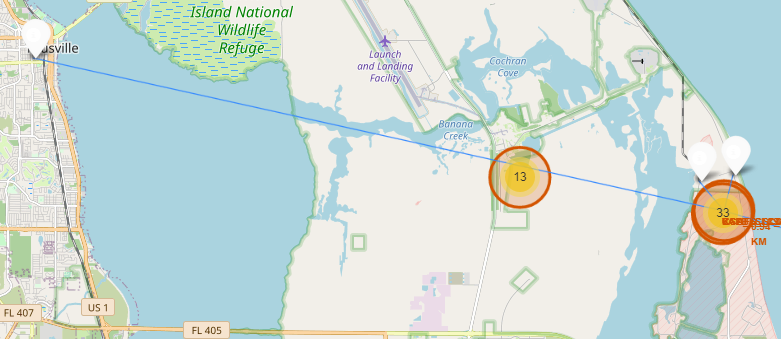 Island National
Wildlife
Refuge
usville
Launch
and Landing
Facility
Cochran
Cove
Banana
Creek
13
33
KM
FL 407
US 1
FL 405